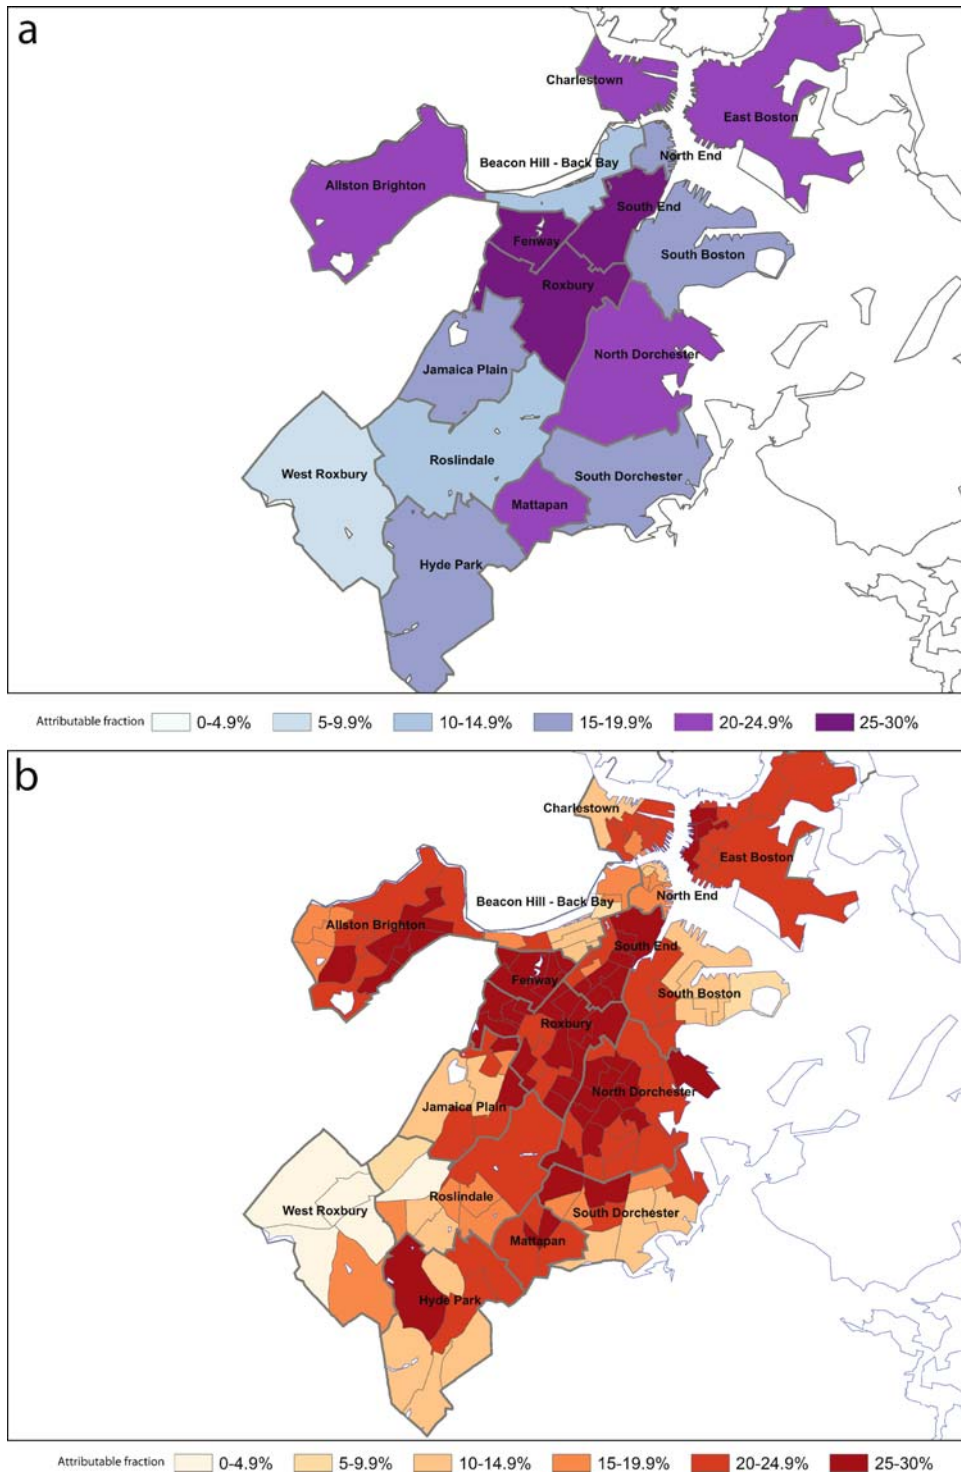 a
Charlestown
East Boston
Beacon Hill - Back Bay
North End
Allston Brighton
South End
Fenway
South Boston
Roxbury
North Dorchester
Jamaica Plain
Roslindale
West Roxbury
South Dorchester
Mattapan
Hyde Park
Attributable fraction 0-4.9% 5-9.9% 10-14.9% 15-19.9% 20-24.9% 25-30%
b
Charlestown
East Boston
Beacon Hill - Back Bay
North End
Allston Brighton
South End
Fenway
South Boston
Roxbury
North Dorchester
Jamaica Plain
Roslindale
West Roxbury
South Dorchester
Mattapan
Hyde Park
Attributable fraction 0-4.9% 5-9.9% 10-14.9% 15-19.9% 20-24.9% 25-30%